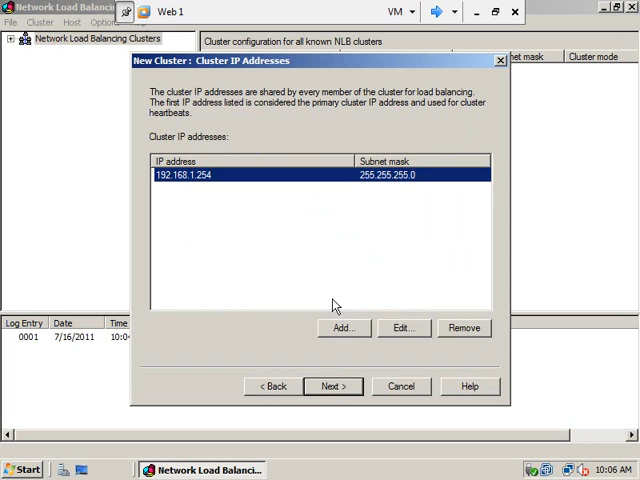 Network Load Balancing
Web 1
VM
File Cluster Host Options
Network Load Balancing Clusters
Cluster configuration for all known NLB clusters
net mask Cluster mode
New Cluster : Cluster IP Addresses
The cluster IP addresses are shared by every member of the cluster for load balancing.
The first IP address listed is considered the primary cluster IP address and used for cluster
heartbeats.
Cluster IP addresses:
IP address Subnet mask
192.168.1.254 255.255.255.0
Add... Edit... Remove
Log Entry Date Time
0001 7/16/2011 10:04
< Back Next > Cancel Help
Start
Network Load Balanci...
10:06 AM